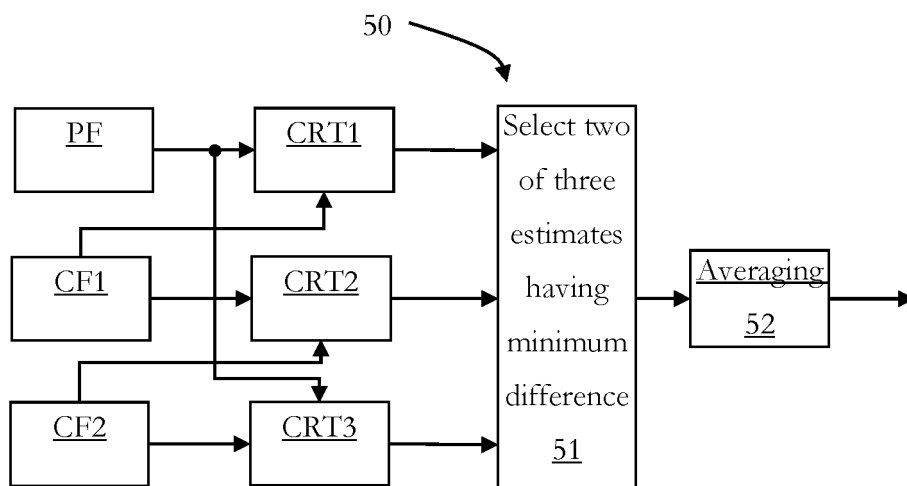 50
PF
CRT1
CF1
CRT2
CF2
CRT3
Select two
of three
estimates
having
minimum
difference
51
Averaging
52